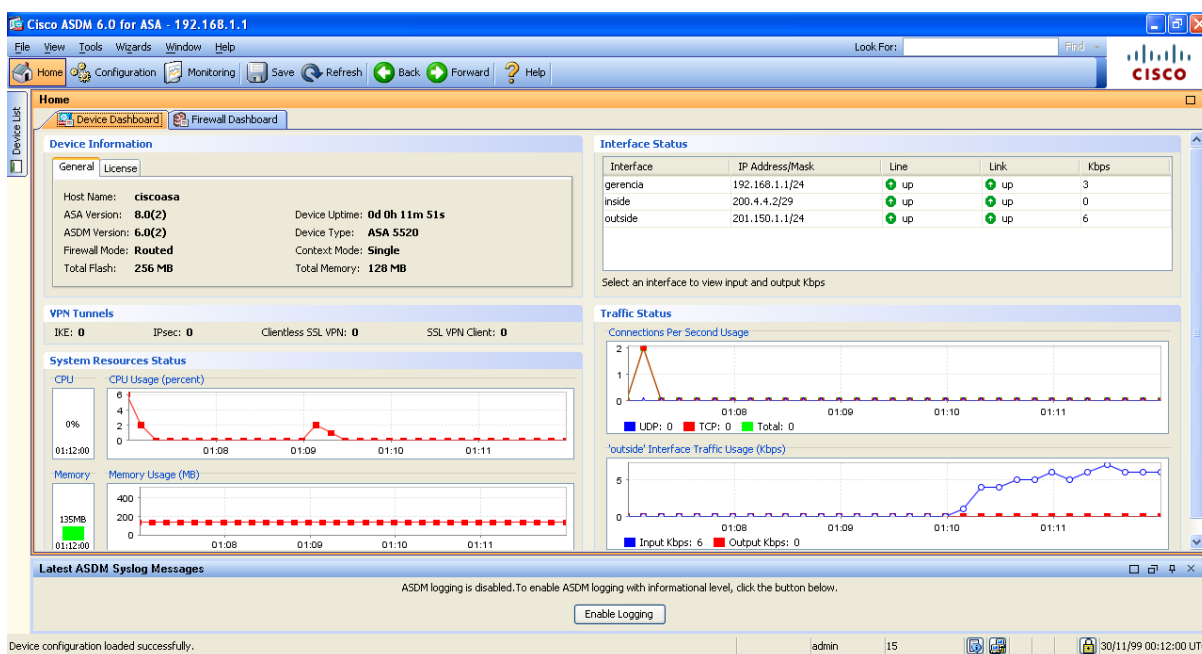 Cisco ASDM 6.0 for ASA - 192.168.1.1
File View Tools Wizards Window Help Look For: Find
Home Configuration Monitoring Save Refresh Back Forward Help
CISCO
Device List
Home
Device Dashboard Firewall Dashboard
Device Information
General License
Host Name: ciscoasa
ASA Version: 8.0(2) Device Uptime: 0d 0h 11m 51s
ASDM Version: 6.0(2) Device Type: ASA 5520
Firewall Mode: Routed Context Mode: Single
Total Flash: 256 MB Total Memory: 128 MB
Interface Status
Interface IP Address/Mask Line Link Kbps
gerencia 192.168.1.1/24 up up 3
inside 200.4.4.2/29 up up 0
outside 201.150.1.1/24 up up 6
Select an interface to view input and output Kbps
VPN Tunnels
IKE: 0 IPsec: 0 Clientless SSL VPN: 0 SSL VPN Client: 0
System Resources Status
CPU CPU Usage (percent)
0%
01:12:00
6
4
2
0
01:08 01:09 01:10 01:11
Memory Memory Usage (MB)
135MB
01:12:00
400
200
0
01:08 01:09 01:10 01:11
Traffic Status
Connections Per Second Usage
2
1
0
01:08 01:09 01:10 01:11
UDP: 0 TCP: 0 Total: 0
'outside' Interface Traffic Usage (Kbps)
5
0
01:08 01:09 01:10 01:11
Input Kbps: 6 Output Kbps: 0
Latest ASDM Syslog Messages
ASDM logging is disabled.To enable ASDM logging with informational level, click the button below.
Enable Logging
Device configuration loaded successfully. admin 15 30/11/99 00:12:00 UT